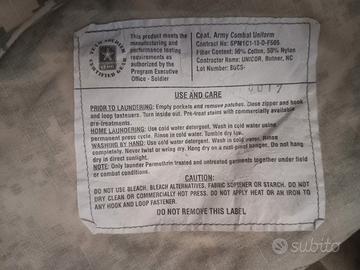 TEAM SOLDIER
CERTIFIED GEAR
This product meets the
manufacturing and
performance testing
requirements as
authorized by the
Program Executive
Office - Soldier
Coat, Army Combat Uniform
Contract No: SPM1C1-10-D-F505
Fiber Content: 50% Cotton, 50% Nylon
Contractor Name: UNICOR, Butner, NC
Lot Number: BUCS-
USE AND CARE
PRIOR TO LAUNDERING: Empty pockets and remove patches. Close zipper and hook
and loop fasteners. Turn inside out. Pre-treat stains with commercially available
pre-treatments.
HOME LAUNDERING: Use cold water detergent. Wash in cold water using
permanent press cycle. Rinse in cold water. Tumble dry low.
WASHING BY HAND: Use cold water detergent. Wash in cold water. Rinse
completely. Never twist or wring dry. Hang dry on a rust-proof hanger. Do not hang
dry in direct sunlight.
NOTE: Only launder Permethrin treated and untreated garments together under field
or combat conditions.
CAUTION:
DO NOT USE BLEACH, BLEACH ALTERNATIVES, FABRIC SOFTENER OR STARCH. DO NOT
DRY CLEAN OR COMMERCIALLY HOT PRESS. DO NOT APPLY HEAT OR AN IRON TO
ANY HOOK AND LOOP FASTENER.
DO NOT REMOVE THIS LABEL
subito